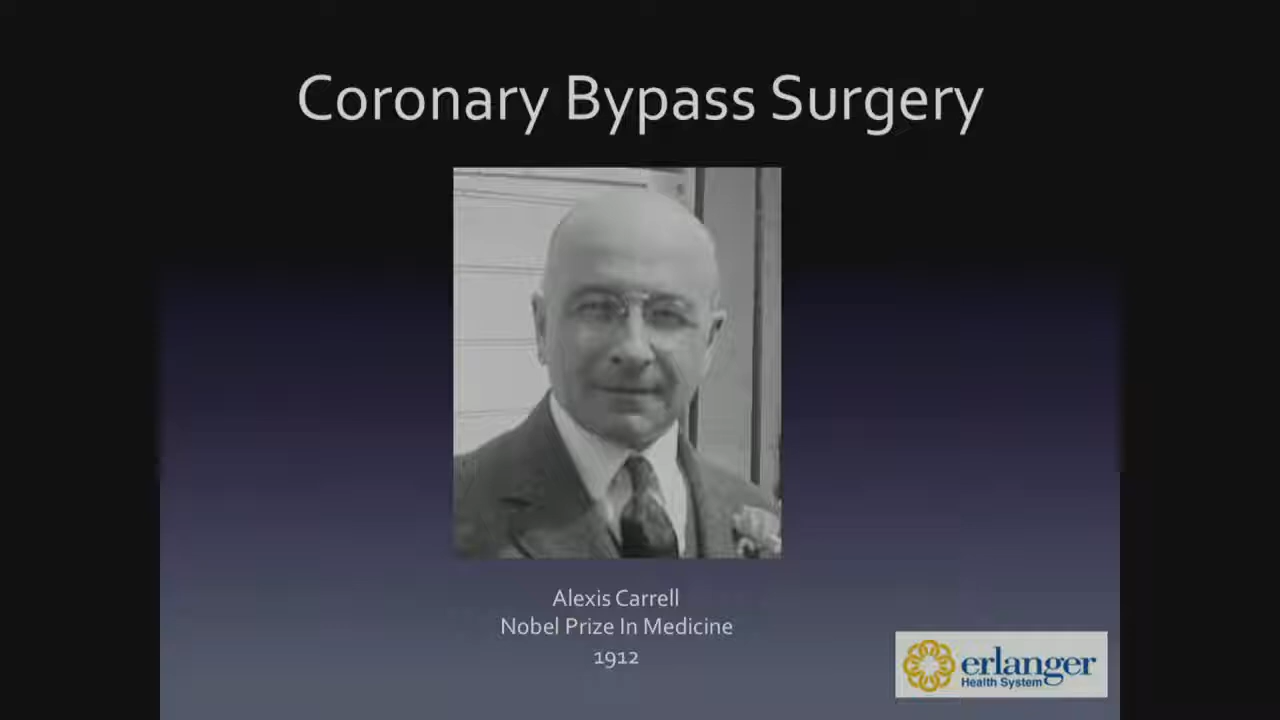 Coronary Bypass Surgery
Alexis Carrell
Nobel Prize In Medicine
1912
erlanger
Health System